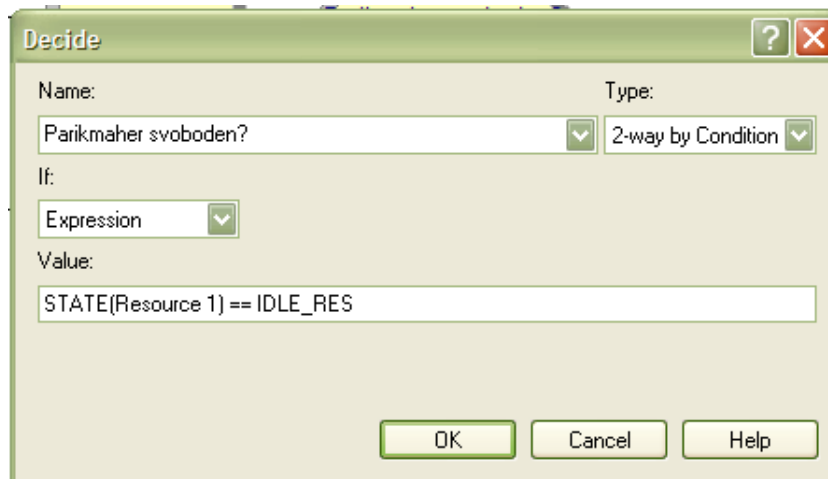 Decide
Name: Type:
Parikmaher svoboden? 2-way by Condition
If:
Expression
Value:
STATE(Resource 1) == IDLE_RES
OK Cancel Help